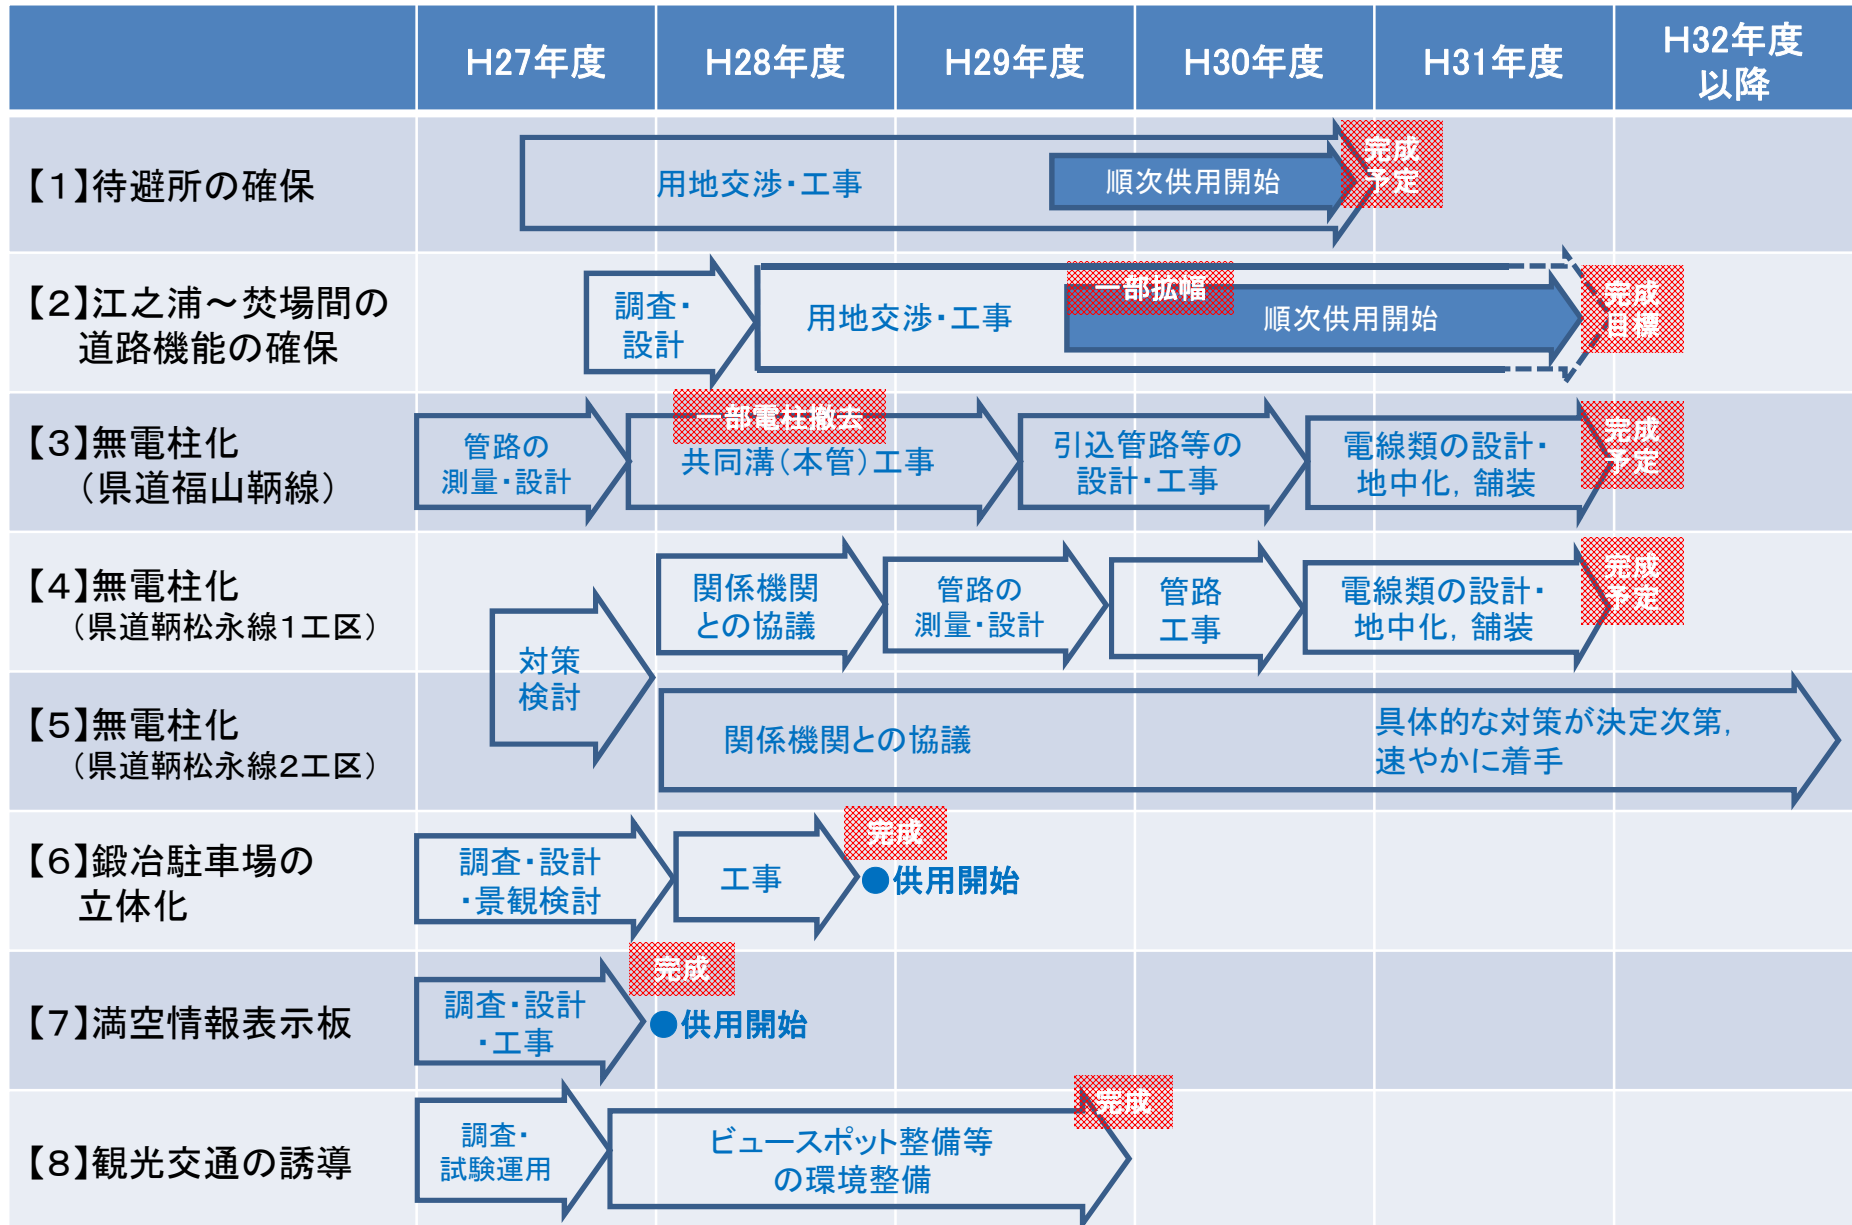 H27年度
H28年度
H29年度
H30年度
H31年度
H32年度
以降
【1】待避所の確保
用地交渉・工事
順次供用開始
完成
予定
【2】江之浦～焚場間の
道路機能の確保
調査・
設計
用地交渉・工事
一部拡幅
順次供用開始
完成
目標
【3】無電柱化
（県道福山鞆線）
管路の
測量・設計
一部電柱撤去
共同溝（本管）工事
引込管路等の
設計・工事
電線類の設計・
地中化，舗装
完成
予定
【4】無電柱化
（県道鞆松永線1工区）
対策
検討
関係機関
との協議
管路の
測量・設計
管路
工事
電線類の設計・
地中化，舗装
完成
予定
【5】無電柱化
（県道鞆松永線2工区）
関係機関との協議
具体的な対策が決定次第，
速やかに着手
【6】鍛冶駐車場の
立体化
調査・設計
・景観検討
工事
完成
●供用開始
【7】満空情報表示板
調査・設計
・工事
完成
●供用開始
【8】観光交通の誘導
調査・
試験運用
ビュースポット整備等
の環境整備
完成